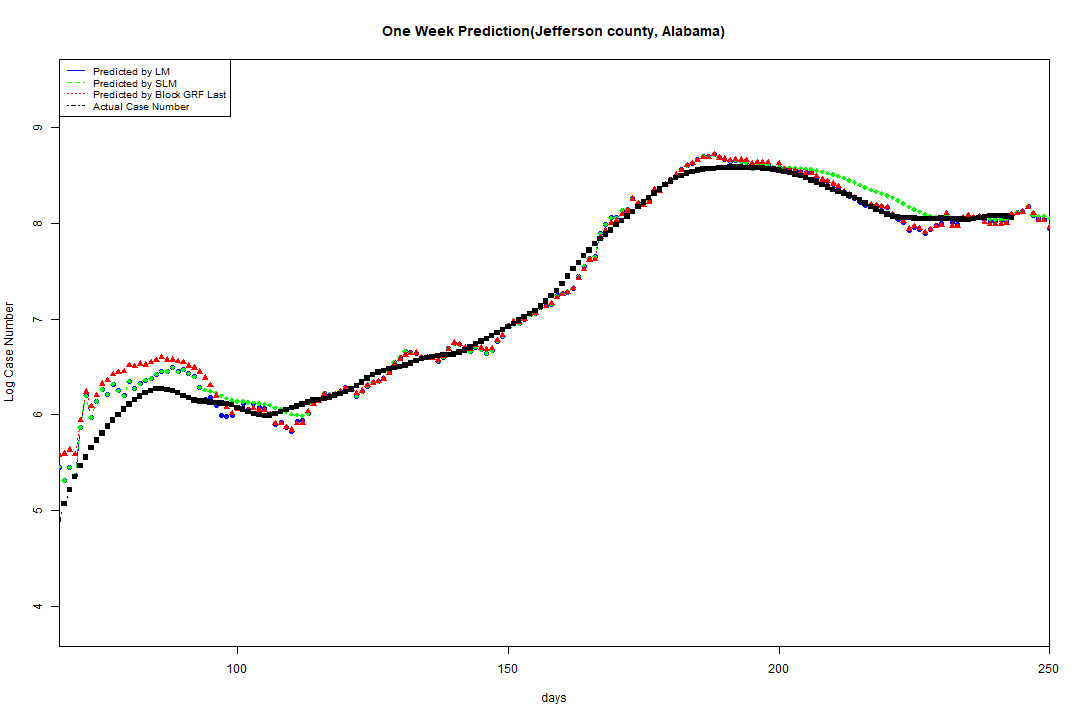 One Week Prediction(Jefferson county, Alabama)
Predicted by LM
Predicted by SLM
Predicted by Block GRF Last
Actual Case Number
9
8
7
6
5
4
Log Case Number
100 150 200 250
days